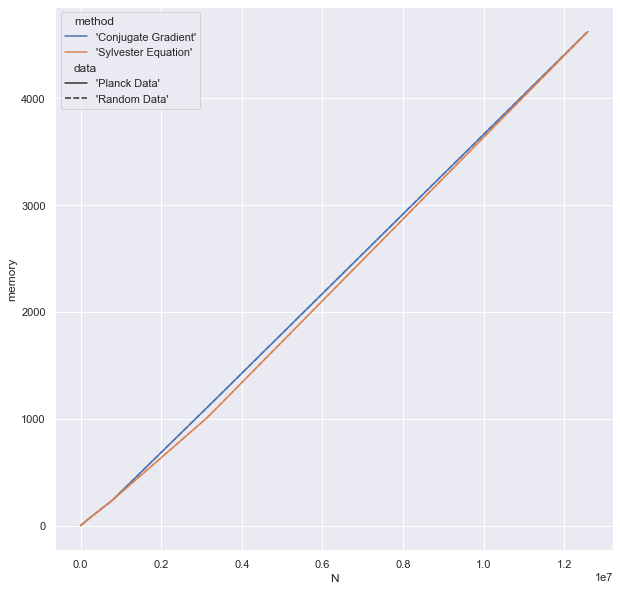 method
'Conjugate Gradient'
'Sylvester Equation'
data
'Planck Data'
'Random Data'
4000
3000
2000
1000
0
memory
0.0 0.2 0.4 0.6 0.8 1.0 1.2
1e7
N